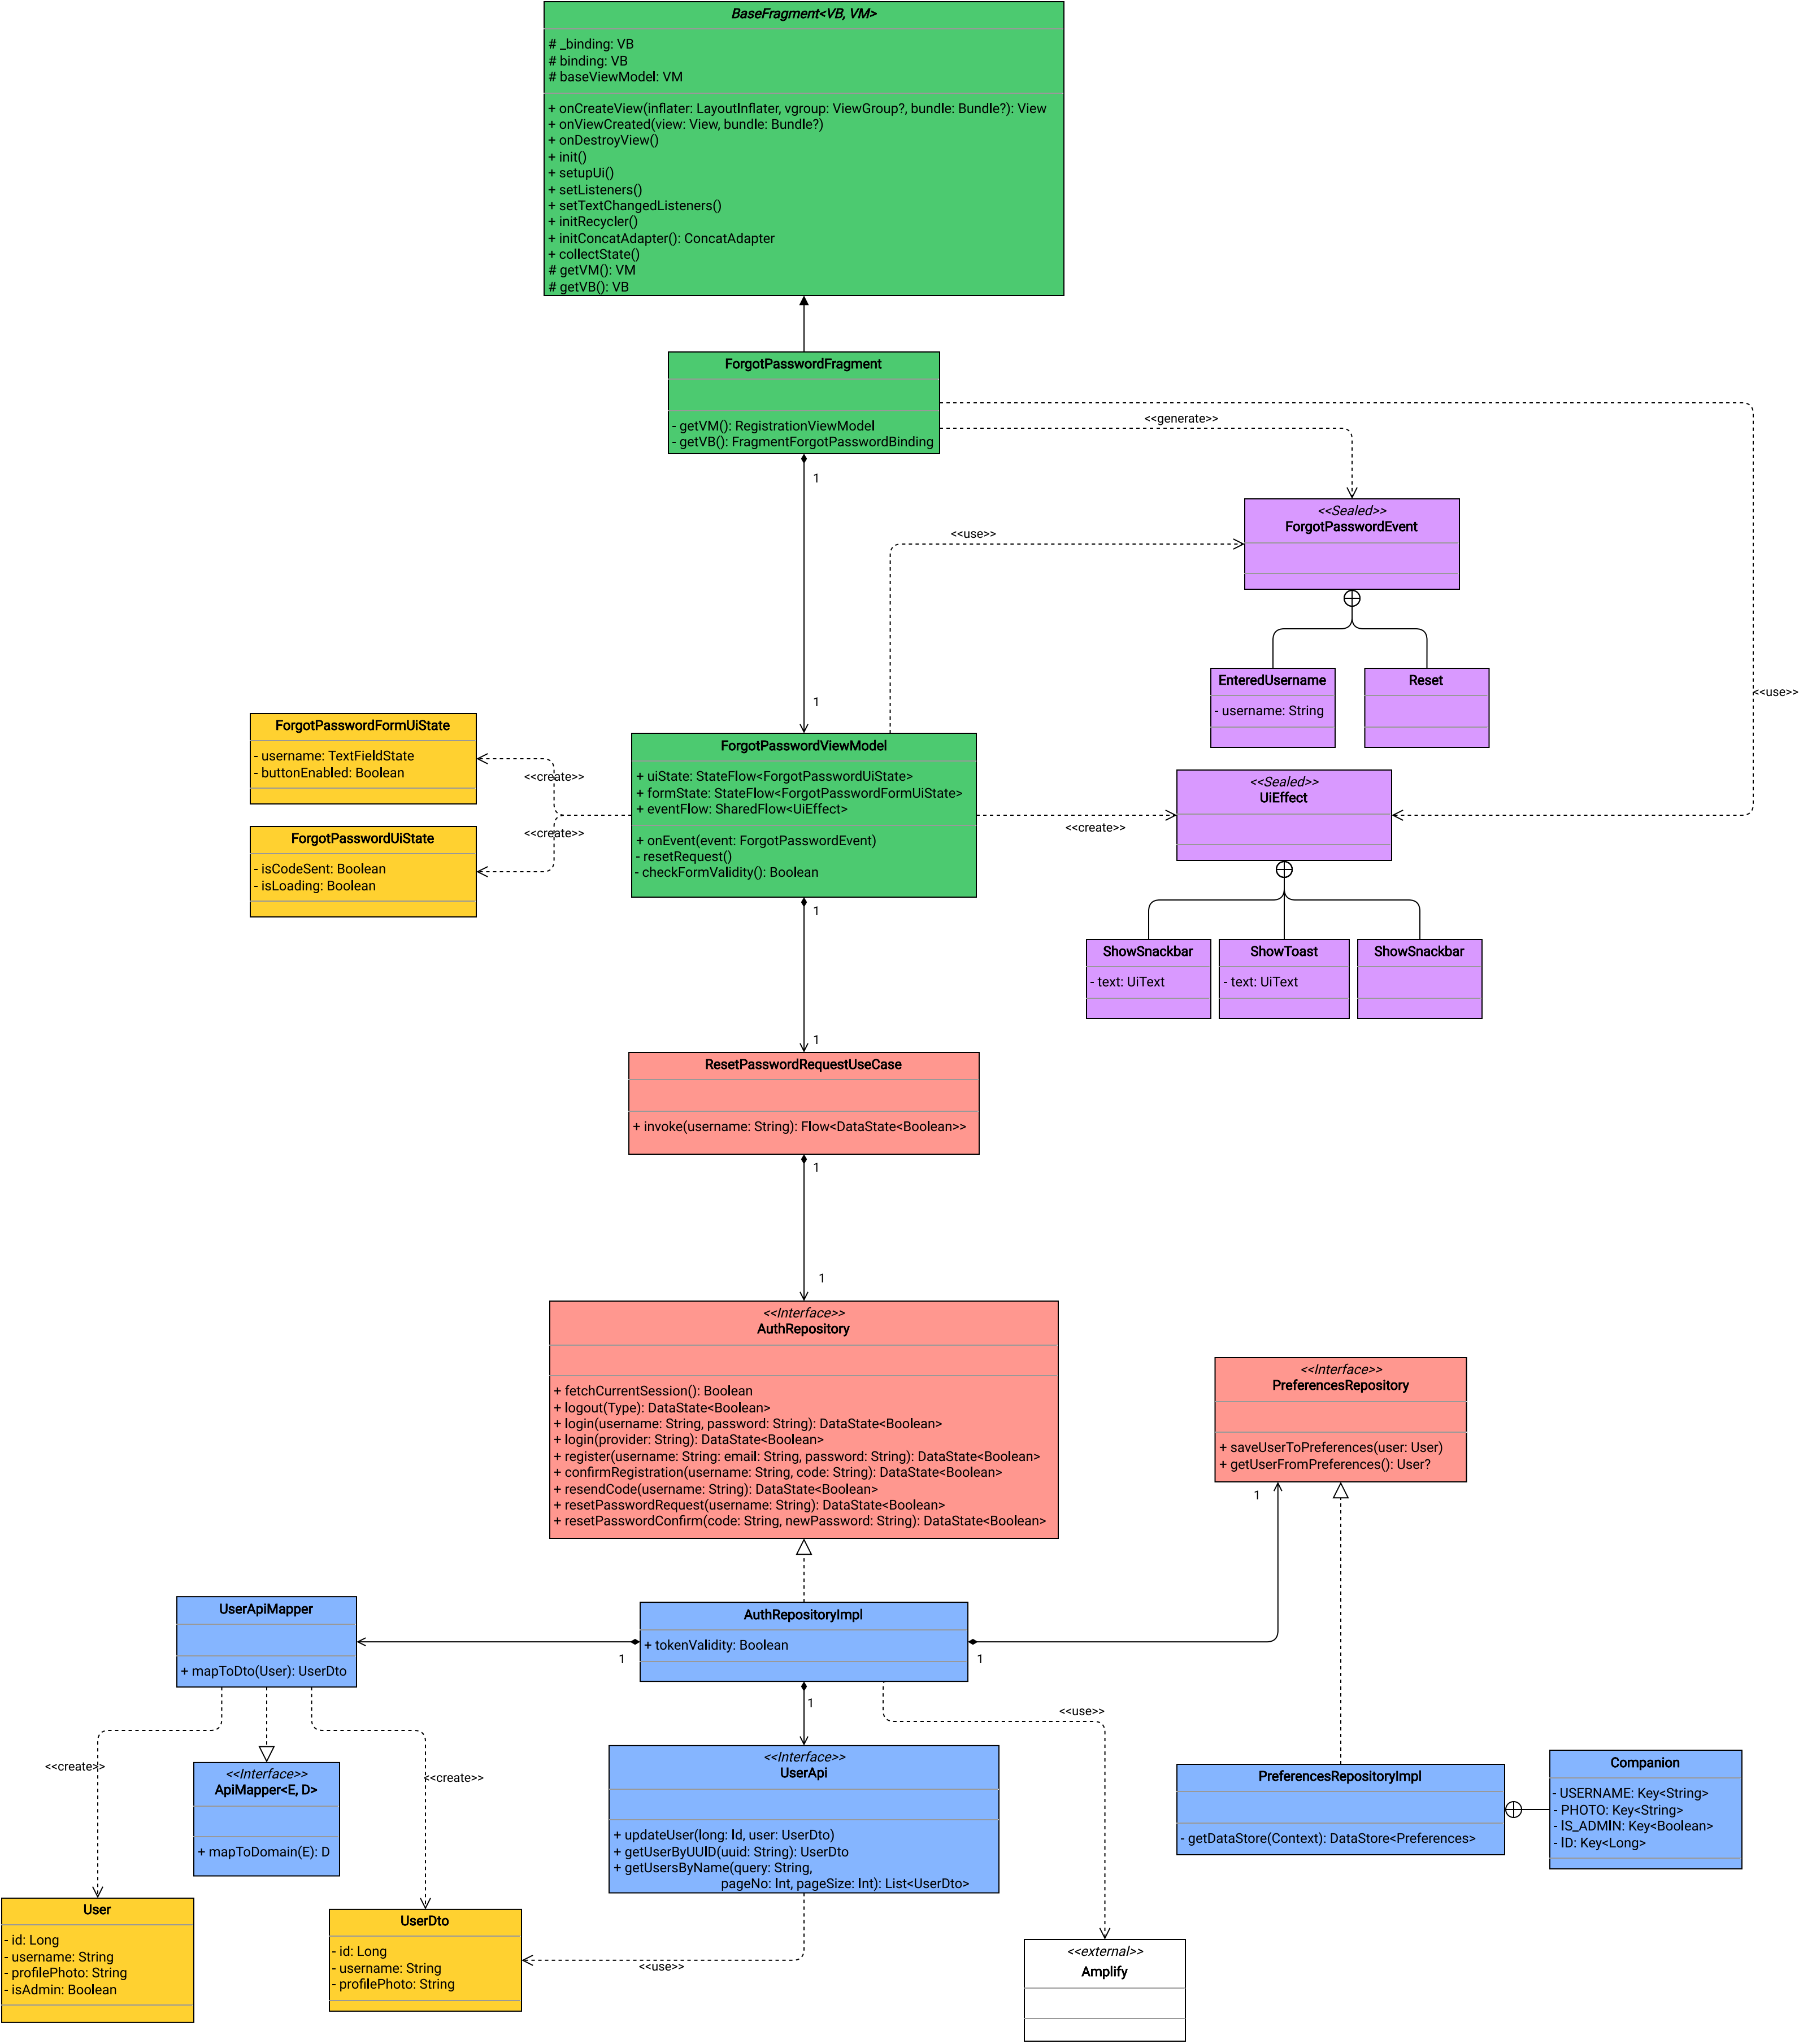 BaseFragment<VB, VM>
# _binding: VB
# binding: VB
# baseViewModel: VM
+ onCreateView(inflater: LayoutInflater, vgroup: ViewGroup?, bundle: Bundle?): View
+ onViewCreated(view: View, bundle: Bundle?)
+ onDestroyView()
+ init()
+ setupUi()
+ setListeners()
+ setTextChangedListeners()
+ initRecycler()
+ initConcatAdapter(): ConcatAdapter
+ collectState()
# getVM(): VM
# getVB(): VB
ForgotPasswordFragment
- getVM(): RegistrationViewModel
- getVB(): FragmentForgotPasswordBinding
<<generate>>
1
<<Sealed>>
ForgotPasswordEvent
<<use>>
EnteredUsername
- username: String
Reset
<<use>>
1
ForgotPasswordFormUiState
- username: TextFieldState
- buttonEnabled: Boolean
<<create>>
ForgotPasswordUiState
- isCodeSent: Boolean
- isLoading: Boolean
<<create>>
ForgotPasswordViewModel
+ uiState: StateFlow<ForgotPasswordUiState>
+ formState: StateFlow<ForgotPasswordFormUiState>
+ eventFlow: SharedFlow<UiEffect>
+ onEvent(event: ForgotPasswordEvent)
- resetRequest()
- checkFormValidity(): Boolean
<<create>>
<<Sealed>>
UiEffect
1
ShowSnackbar
- text: UiText
ShowToast
- text: UiText
ShowSnackbar
1
ResetPasswordRequestUseCase
+ invoke(username: String): Flow<DataState<Boolean>>
1
1
<<Interface>>
AuthRepository
+ fetchCurrentSession(): Boolean
+ logout(Type): DataState<Boolean>
+ login(username: String, password: String): DataState<Boolean>
+ login(provider: String): DataState<Boolean>
+ register(username: String: email: String, password: String): DataState<Boolean>
+ confirmRegistration(username: String, code: String): DataState<Boolean>
+ resendCode(username: String): DataState<Boolean>
+ resetPasswordRequest(username: String): DataState<Boolean>
+ resetPasswordConfirm(code: String, newPassword: String): DataState<Boolean>
<<Interface>>
PreferencesRepository
+ saveUserToPreferences(user: User)
+ getUserFromPreferences(): User?
1
UserApiMapper
+ mapToDto(User): UserDto
1
AuthRepositoryImpl
+ tokenValidity: Boolean
1
1
<<use>>
<<create>>
<<Interface>>
ApiMapper<E, D>
+ mapToDomain(E): D
<<create>>
<<Interface>>
UserApi
+ updateUser(long: Id, user: UserDto)
+ getUserByUUID(uuid: String): UserDto
+ getUsersByName(query: String,
pageNo: Int, pageSize: Int): List<UserDto>
PreferencesRepositoryImpl
- getDataStore(Context): DataStore<Preferences>
Companion
- USERNAME: Key<String>
- PHOTO: Key<String>
- IS_ADMIN: Key<Boolean>
- ID: Key<Long>
User
- id: Long
- username: String
- profilePhoto: String
- isAdmin: Boolean
UserDto
- id: Long
- username: String
- profilePhoto: String
<<use>>
<<external>>
Amplify